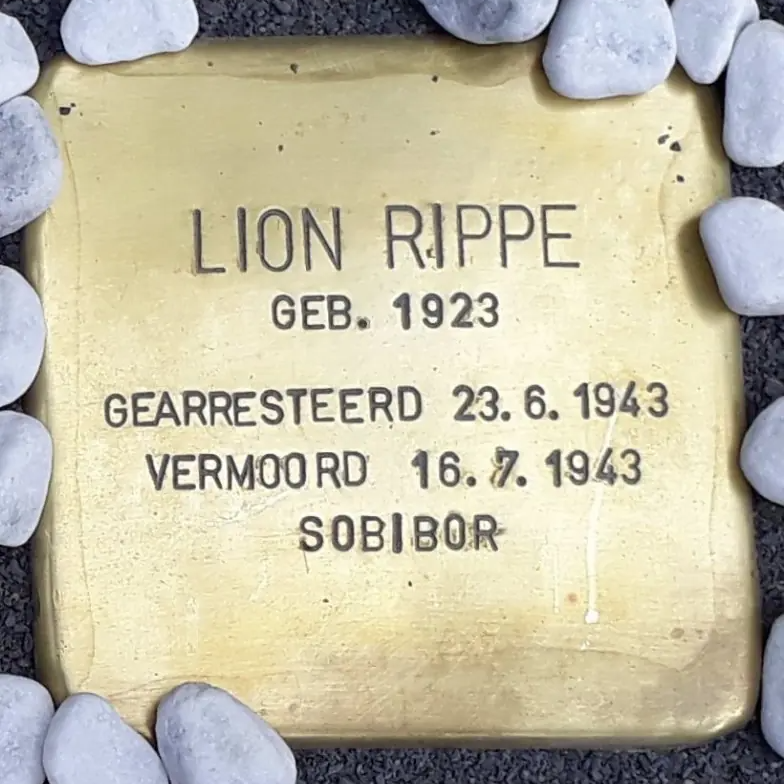 LION RIPPE
GEB. 1923
GEARRESTEERD 23.6.1943
VERMOORD 16.7.1943
SOBIBOR